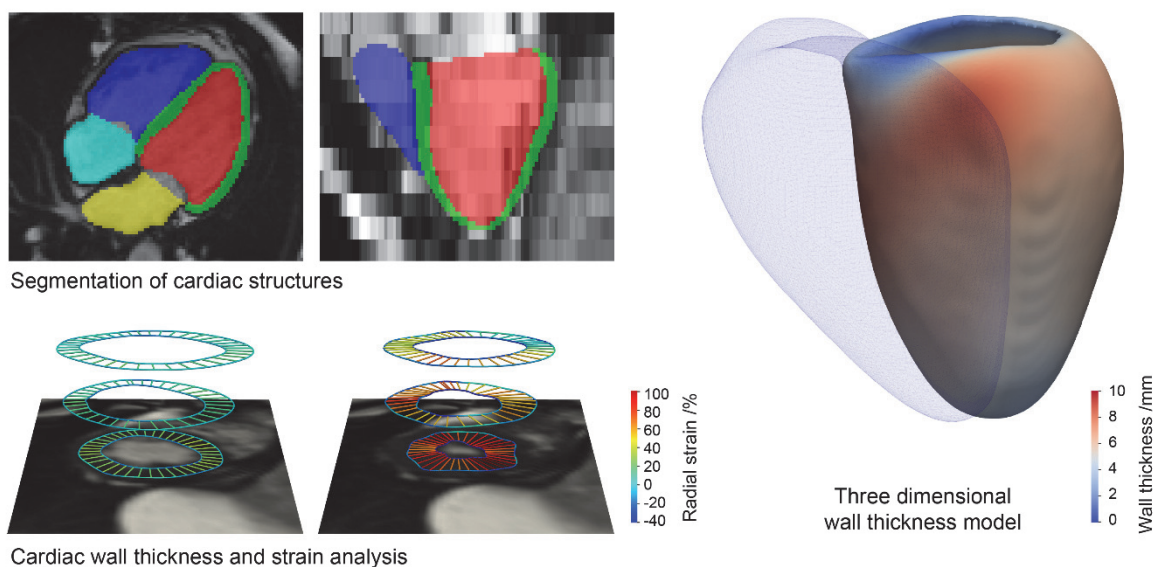 Segmentation of cardiac structures
100
80
60
40
20
0
-20
-40
Radial strain /%
Cardiac wall thickness and strain analysis
10
8
6
4
2
0
Wall thickness /mm
Three dimensional
wall thickness model